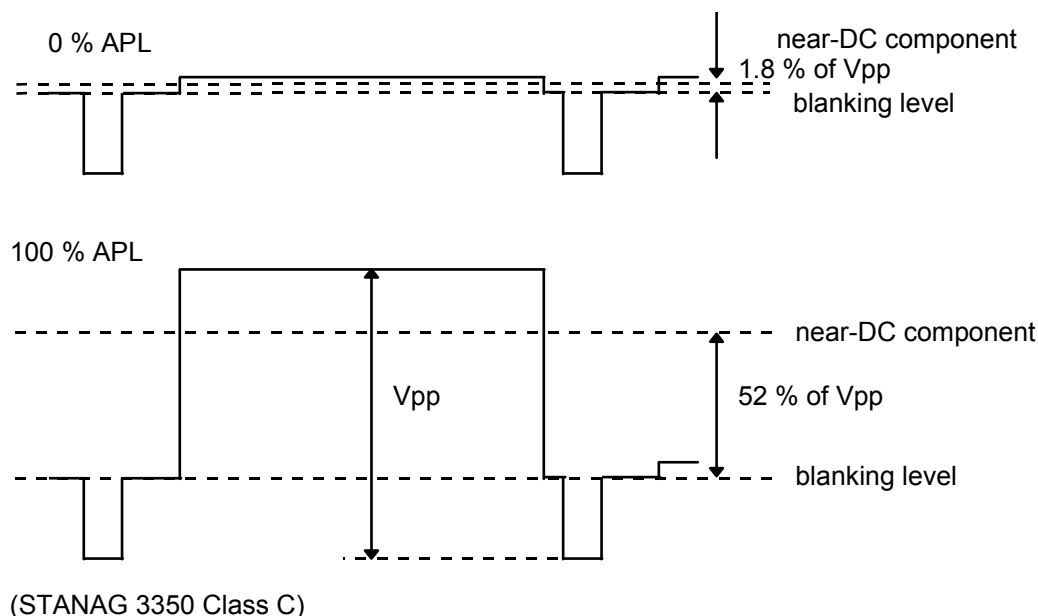 0 % APL
near-DC component
1.8 % of Vpp
blanking level
100 % APL
near-DC component
Vpp
52 % of Vpp
blanking level
(STANAG 3350 Class C)